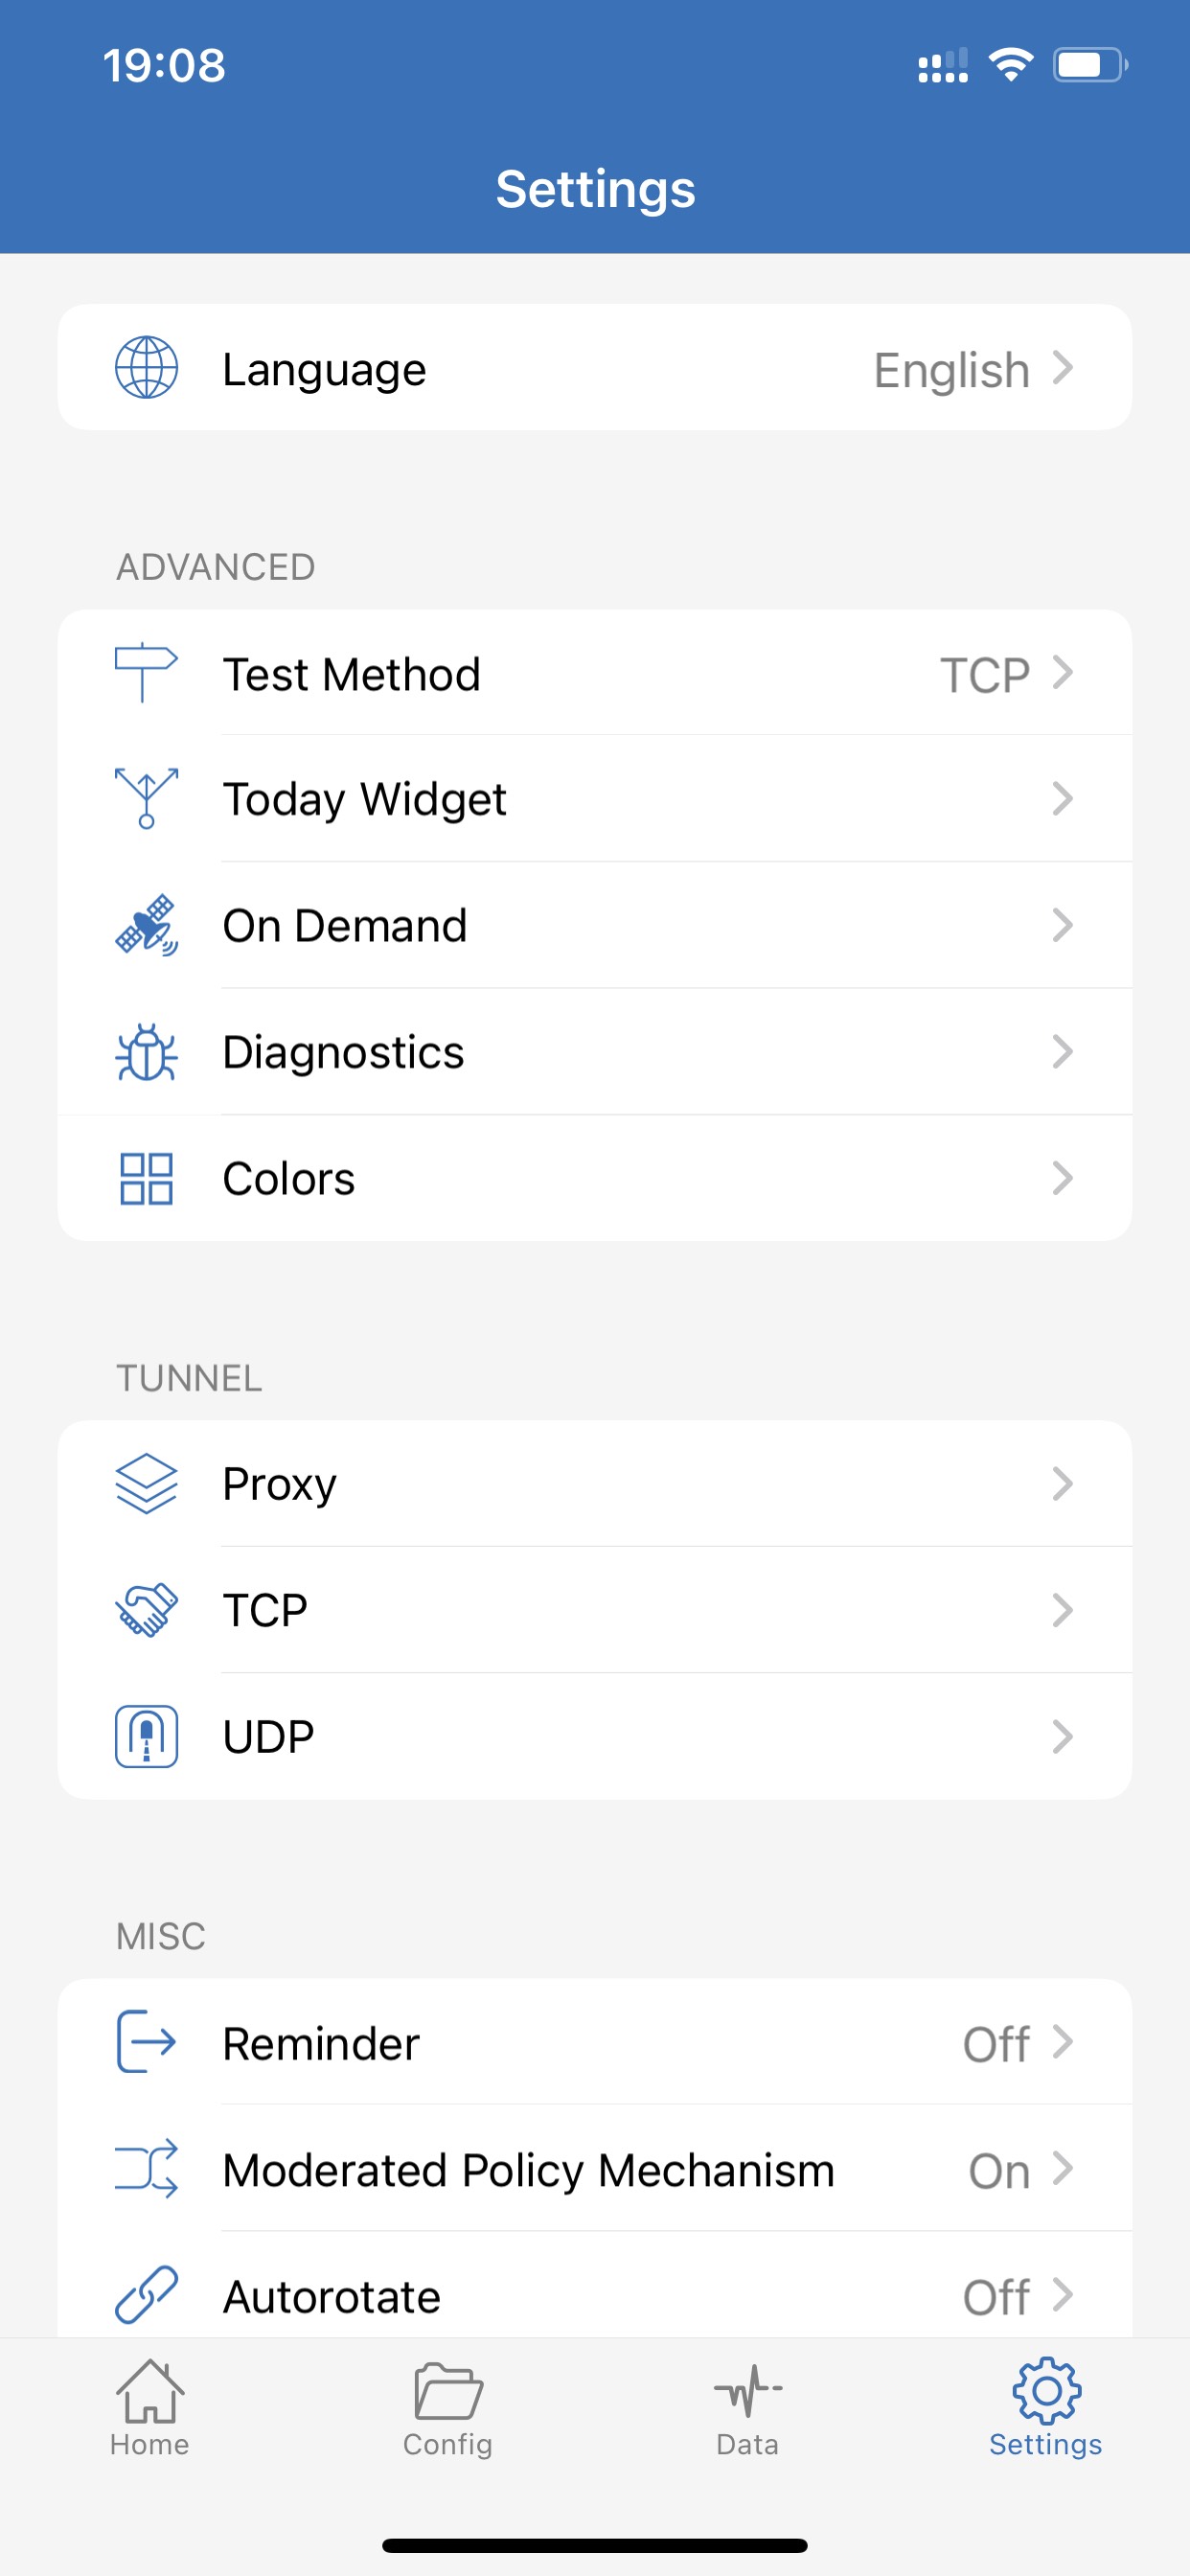 19:08
Settings
Language English
ADVANCED
Test Method TCP
Today Widget
On Demand
Diagnostics
Colors
TUNNEL
Proxy
TCP
UDP
MISC
Reminder Off
Moderated Policy Mechanism On
Autorotate Off
Home Config Data Settings